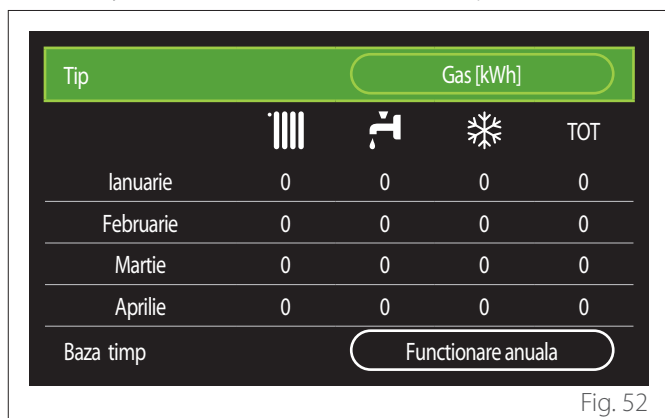 Tip Gas [kWh]
TOT
Ianuarie 0 0 0 0
Februarie 0 0 0 0
Martie 0 0 0 0
Aprilie 0 0 0 0
Baza timp Functionare anuala
Fig. 52